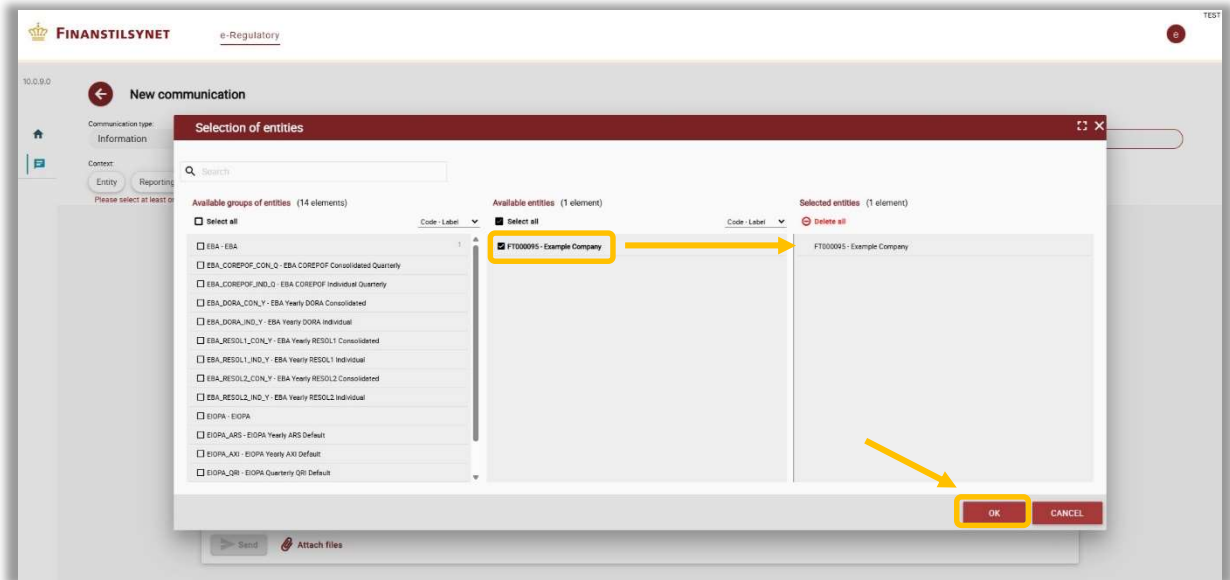 TEST
FINANSTILSYNET
e-Regulatory
e
10.0.9.0
New communication
Communication type:
Information
Context:
Entity
Reporting
Please select at least or
Selection of entities
Search
Available groups of entities (14 elements)
Select all
Code - Label
EBA - EBA
EBA_COREPOF_CON_Q - EBA COREPOF Consolidated Quarterly
EBA_COREPOF_IND_Q - EBA COREPOF Individual Quarterly
EBA_DORA_CON_Y - EBA Yearly DORA Consolidated
EBA_DORA_IND_Y - EBA Yearly DORA Individual
EBA_RESOL1_CON_Y - EBA Yearly RESOL1 Consolidated
EBA_RESOL1_IND_Y - EBA Yearly RESOL1 Individual
EBA_RESOL2_CON_Y - EBA Yearly RESOL2 Consolidated
EBA_RESOL2_IND_Y - EBA Yearly RESOL2 Individual
EIOPA - EIOPA
EIOPA_ARS - EIOPA Yearly ARS Default
EIOPA_AXI - EIOPA Yearly AXI Default
EIOPA_QRI - EIOPA Quarterly QRI Default
Available entities (1 element)
Select all
Code - Label
FT000095 - Example Company
Selected entities (1 element)
Delete all
FT000095 - Example Company
OK
CANCEL
Send
Attach files